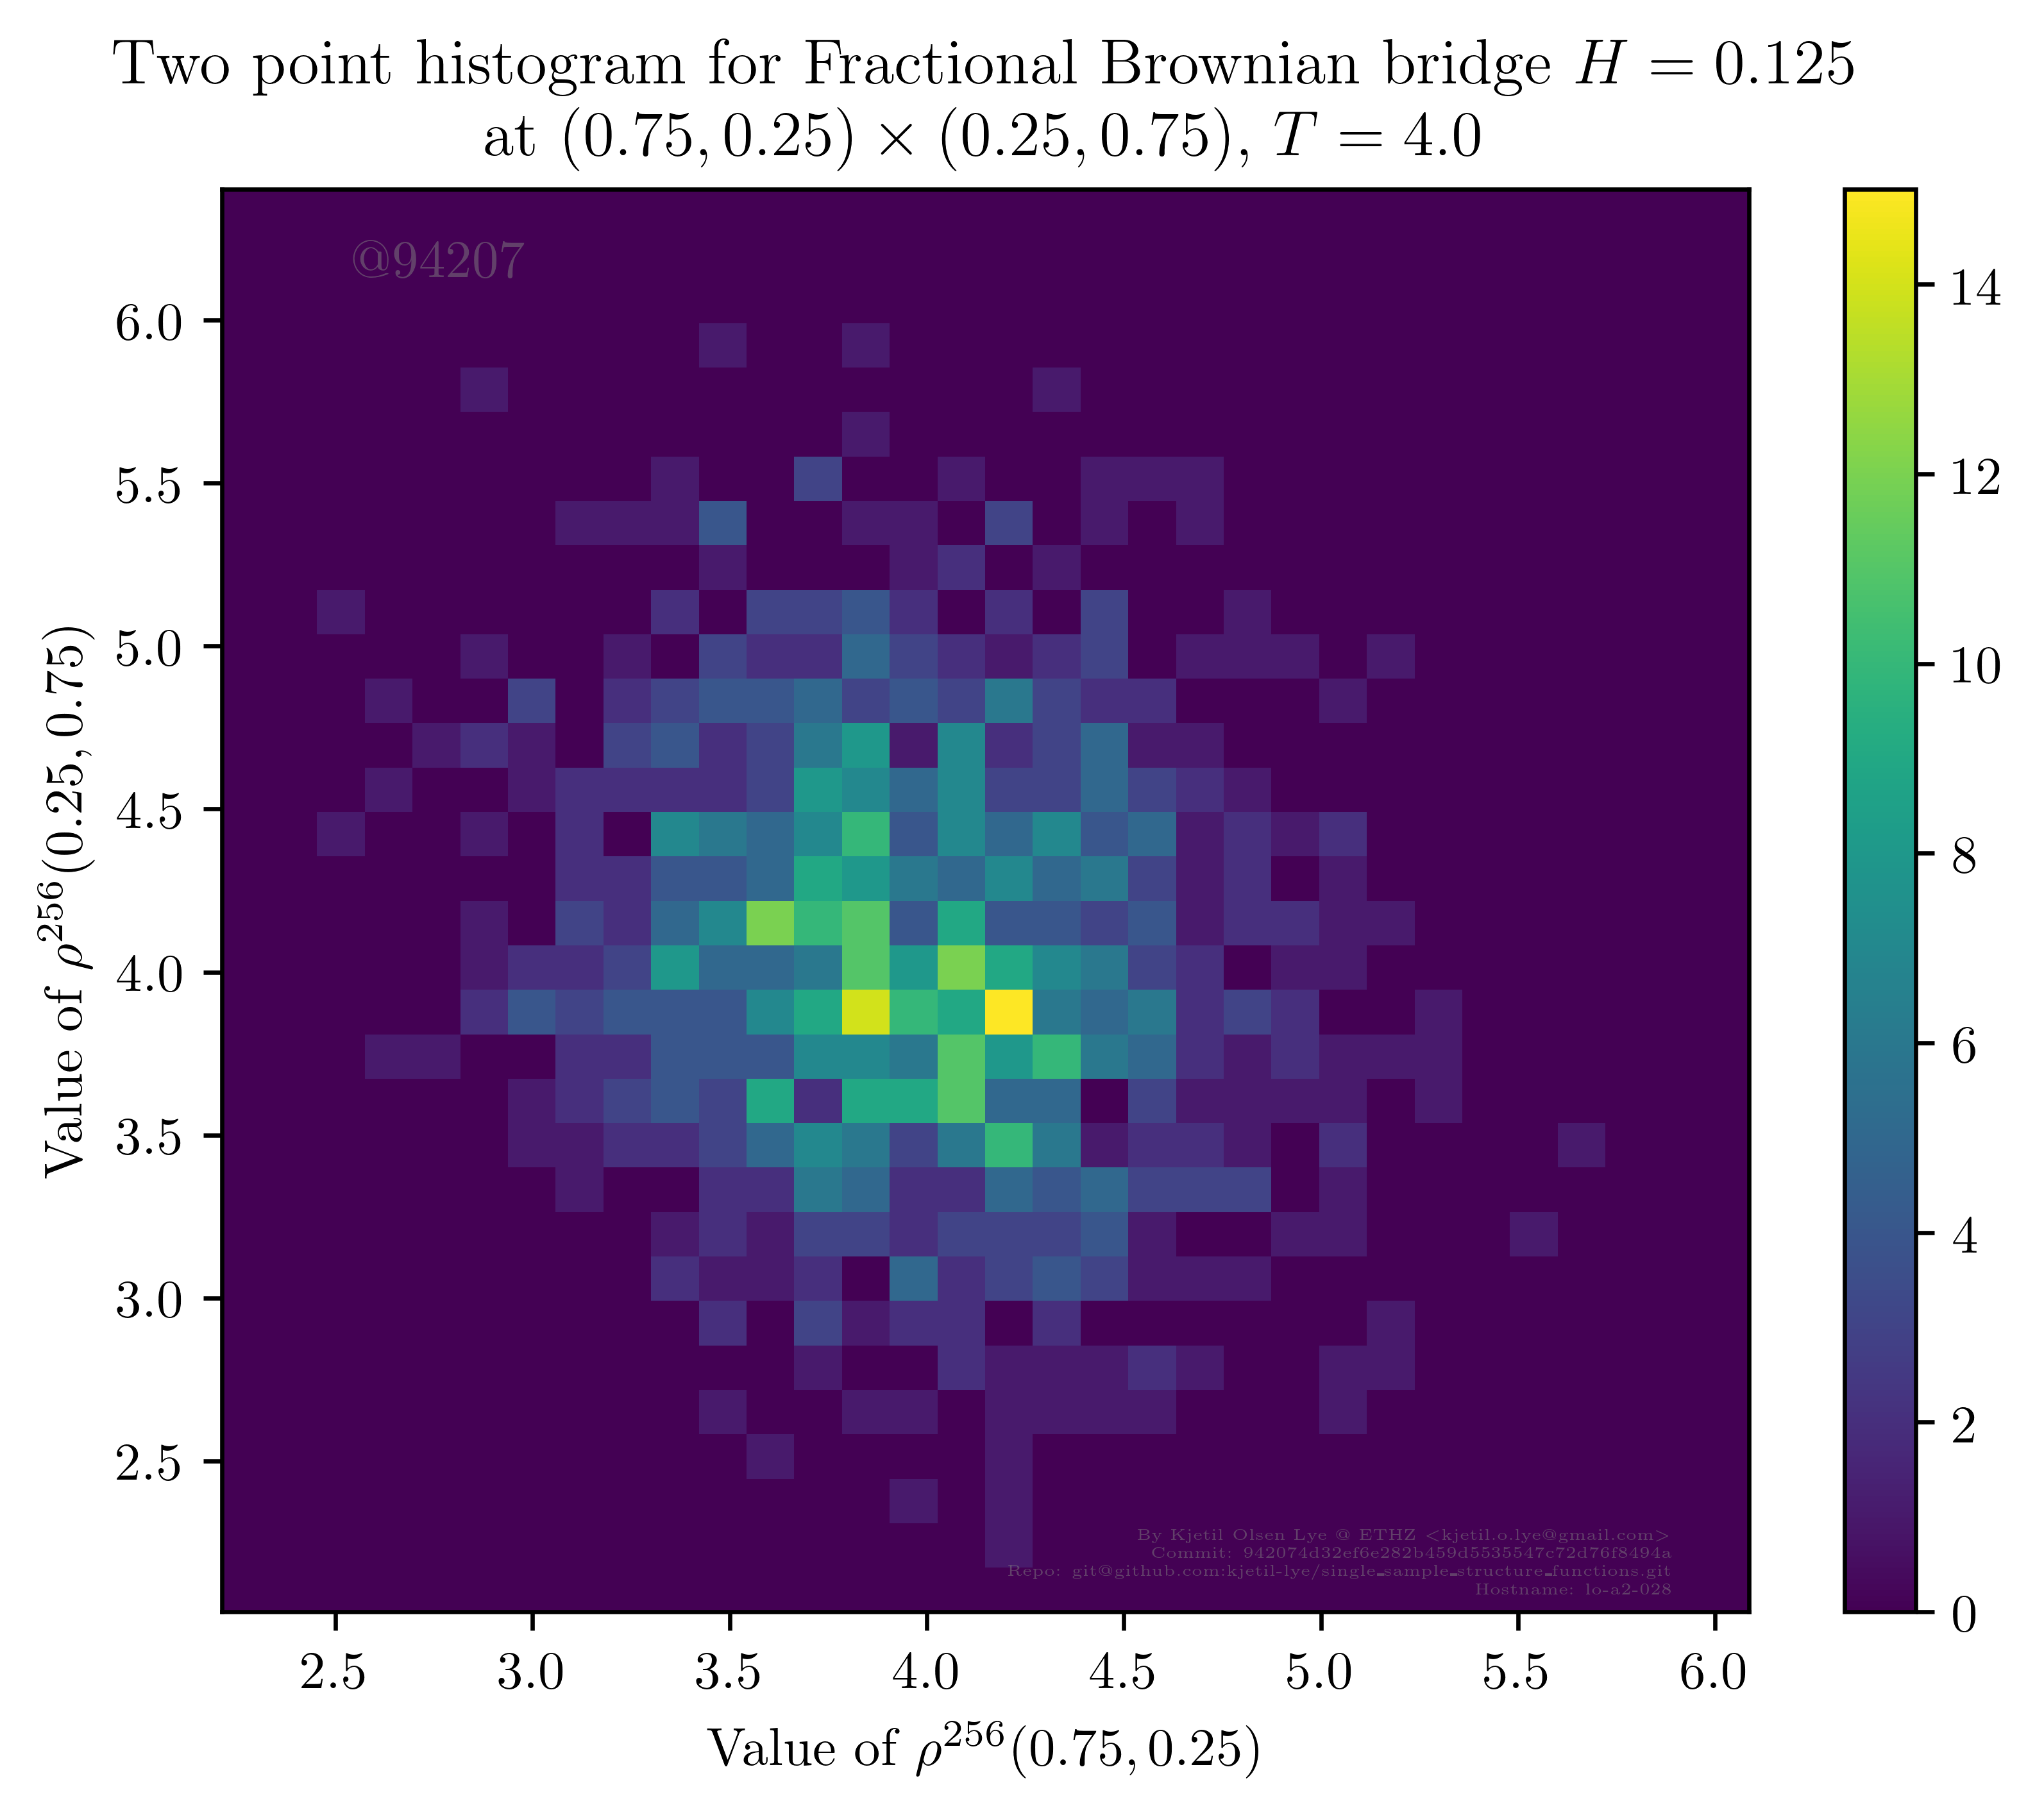 Two point histogram for Fractional Brownian bridge H = 0.125
at (0.75, 0.25) × (0.25, 0.75), T = 4.0
@94207
6.0
5.5
5.0
4.5
4.0
3.5
3.0
2.5
Value of ρ²⁵⁶(0.25, 0.75)
14
12
10
8
6
4
2
0
By Kjetil Olsen Lye @ ETHZ <kjetil.o.lye@gmail.com>
Commit: 942074d32ef6e282b459d5535547c72d76f8494a
Repo: git@github.com:kjetil-lye/single_sample_structure_functions.git
Hostname: lo-a2-028
2.5 3.0 3.5 4.0 4.5 5.0 5.5 6.0
Value of ρ²⁵⁶(0.75, 0.25)